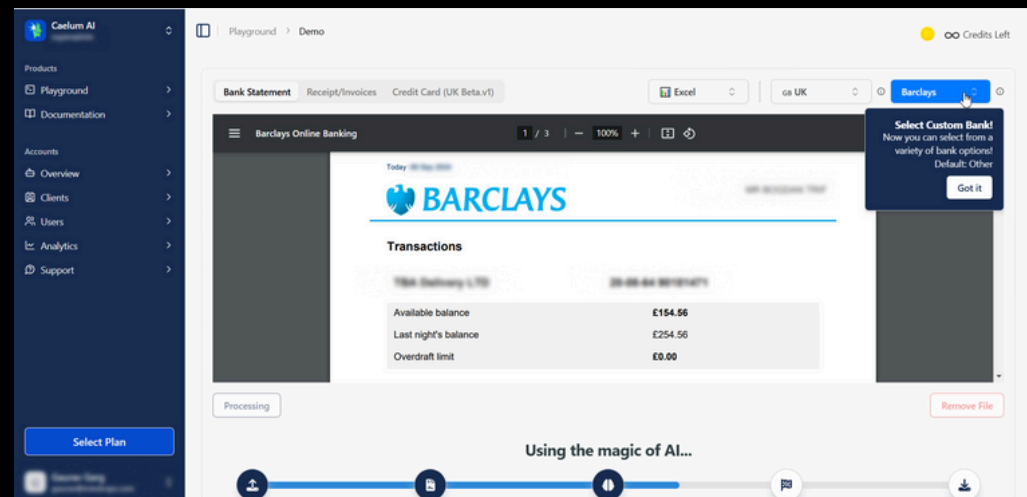 Caelum AI
Playground > Demo
∞ Credits Left
Products
Playground
Documentation
Accounts
Overview
Clients
Users
Analytics
Support
Select Plan
Bank Statement Receipt/Invoices Credit Card (UK Beta.v1)
Excel
GB UK
Barclays
Select Custom Bank!
Now you can select from a
variety of bank options!
Default: Other
Got it
Barclays Online Banking
1 / 3
100%
Today
BARCLAYS
Transactions
Available balance £154.56
Last night's balance £254.56
Overdraft limit £0.00
Processing
Remove File
Using the magic of AI...